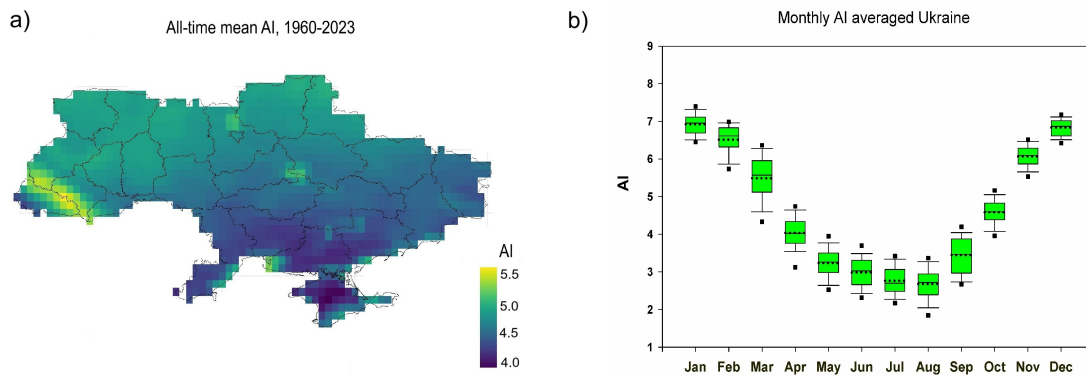 a)
All-time mean AI, 1960-2023
AI
5.5
5.0
4.5
4.0
b)
Monthly AI averaged Ukraine
AI
9
8
7
6
5
4
3
2
1
Jan Feb Mar Apr May Jun Jul Aug Sep Oct Nov Dec